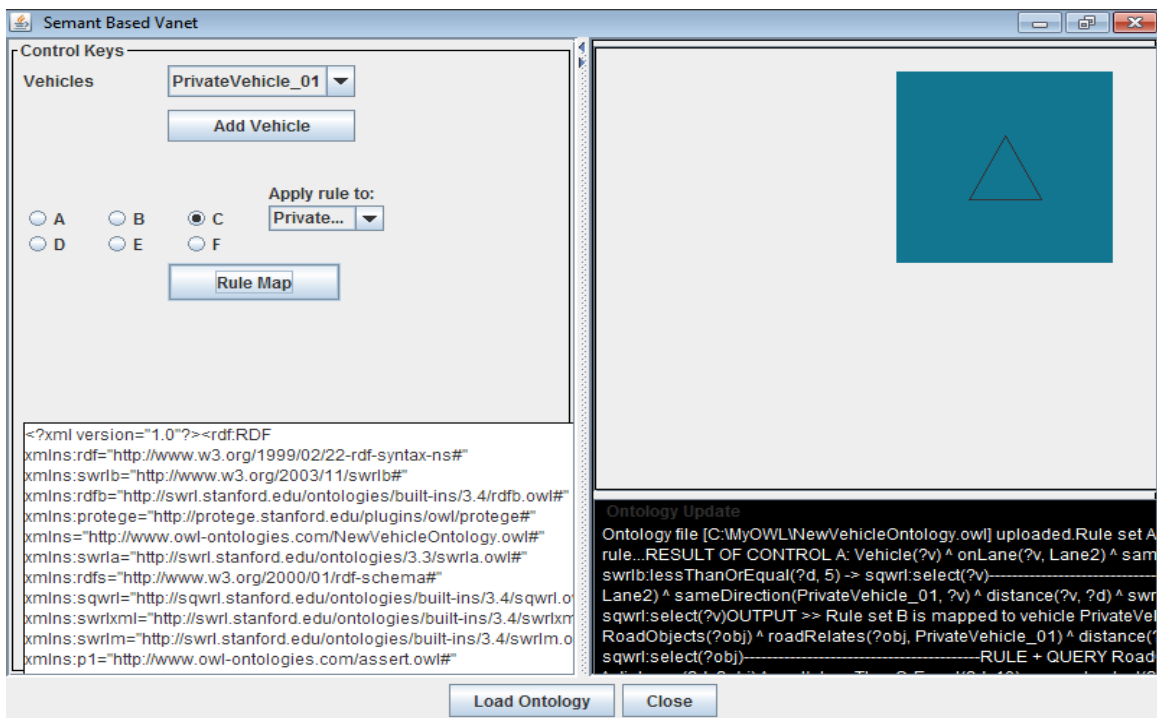 Semant Based Vanet
Control Keys
Vehicles
PrivateVehicle_01
Add Vehicle
Apply rule to:
A B C Private...
D E F
Rule Map
<?xml version="1.0"?><rdf:RDF
xmlns:rdf="http://www.w3.org/1999/02/22-rdf-syntax-ns#"
xmlns:swrlb="http://www.w3.org/2003/11/swrlb#"
xmlns:rdfb="http://swrl.stanford.edu/ontologies/built-ins/3.4/rdfb.owl#"
xmlns:protege="http://protege.stanford.edu/plugins/owl/protege#"
xmlns="http://www.owl-ontologies.com/NewVehicleOntology.owl#"
xmlns:swrla="http://swrl.stanford.edu/ontologies/3.3/swrla.owl#"
xmlns:rdfs="http://www.w3.org/2000/01/rdf-schema#"
xmlns:sqwrl="http://sqwrl.stanford.edu/ontologies/built-ins/3.4/sqwrl.o
xmlns:swrlxml="http://swrl.stanford.edu/ontologies/built-ins/3.4/swrlxm
xmlns:swrlm="http://swrl.stanford.edu/ontologies/built-ins/3.4/swrlm.o
xmlns:p1="http://www.owl-ontologies.com/assert.owl#"
Ontology Update
Ontology file [C:\MyOWL\NewVehicleOntology.owl] uploaded.Rule set A
rule...RESULT OF CONTROL A: Vehicle(?v) ^ onLane(?v, Lane2) ^ sam
swrlb:lessThanOrEqual(?d, 5) -> sqwrl:select(?v)--------------------------------
Lane2) ^ sameDirection(PrivateVehicle_01, ?v) ^ distance(?v, ?d) ^ swr
sqwrl:select(?v)OUTPUT >> Rule set B is mapped to vehicle PrivateVel
RoadObjects(?obj) ^ roadRelates(?obj, PrivateVehicle_01) ^ distance(?
sqwrl:select(?obj)--------------------------------------------RULE + QUERY Road
Load Ontology
Close